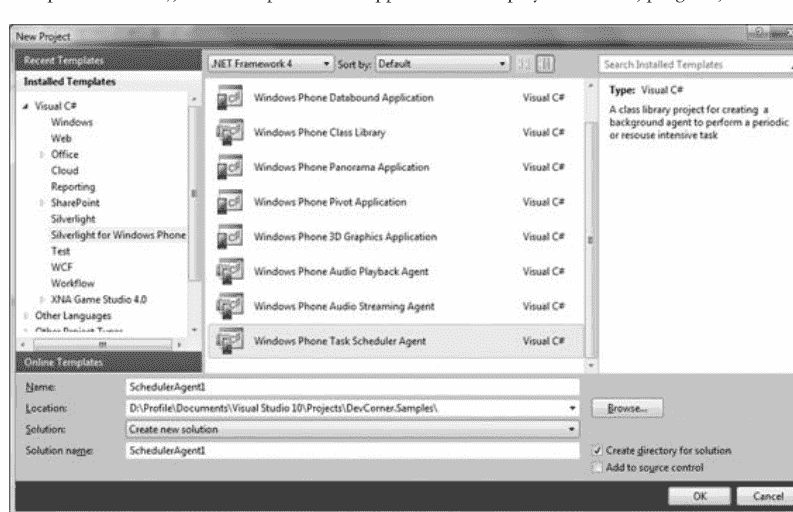 New Project
Recent Templates
Installed Templates
Visual C#
Windows
Web
Office
Cloud
Reporting
SharePoint
Silverlight
Silverlight for Windows Phone
Test
WCF
Workflow
XNA Game Studio 4.0
Other Languages
Other Project Types
Online Templates
.NET Framework 4 Sort by: Default
Windows Phone Databound Application Visual C#
Windows Phone Class Library Visual C#
Windows Phone Panorama Application Visual C#
Windows Phone Pivot Application Visual C#
Windows Phone 3D Graphics Application Visual C#
Windows Phone Audio Playback Agent Visual C#
Windows Phone Audio Streaming Agent Visual C#
Windows Phone Task Scheduler Agent Visual C#
Search Installed Templates
Type: Visual C#
A class library project for creating a
background agent to perform a periodic
or resouse intensive task
Name: SchedulerAgent1
Location: D:\Profile\Documents\Visual Studio 10\Projects\DevCorner.Samples\ Browse...
Solution: Create new solution
Solution name: SchedulerAgent1
Create directory for solution
Add to source control
OK Cancel